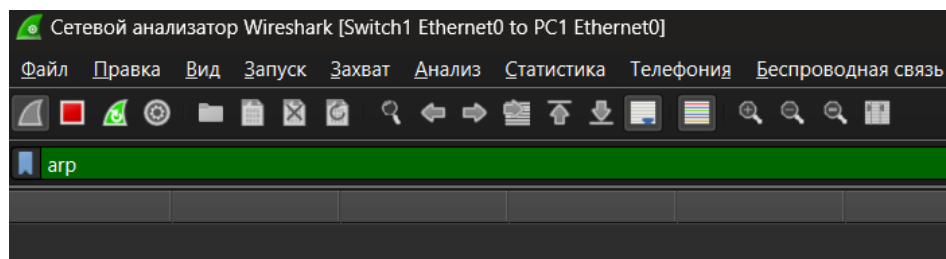 Сетевой анализатор Wireshark [Switch1 Ethernet0 to PC1 Ethernet0]
Файл Правка Вид Запуск Захват Анализ Статистика Телефония Беспроводная связь
arp